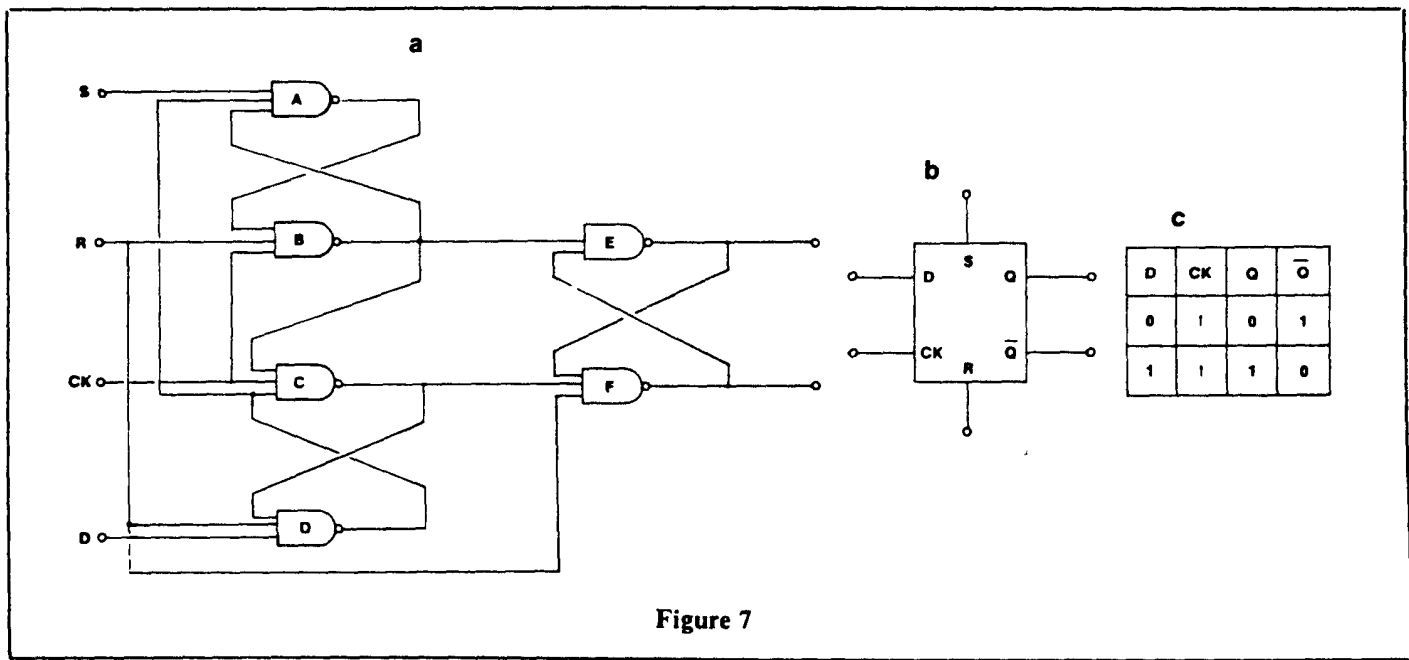 a
S
A
R
B
E
CK
C
F
D
D
b
S
D
Q
CK
Q̅
R
c
D CK Q Q̅
0 ↑ 0 1
1 ↑ 1 0
Figure 7